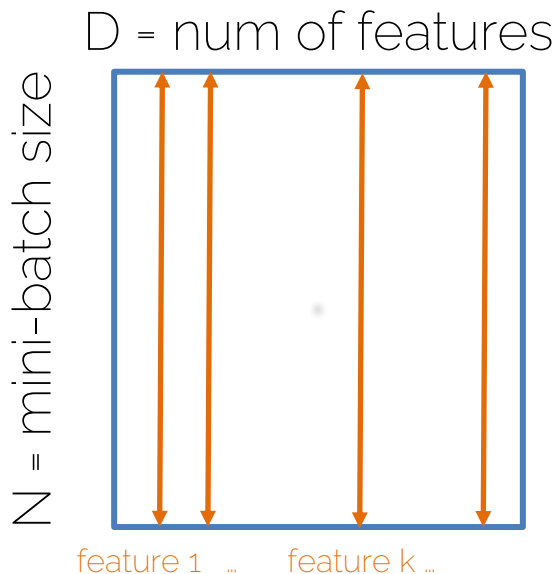 D = num of features
N = mini-batch size
feature 1 … feature k …